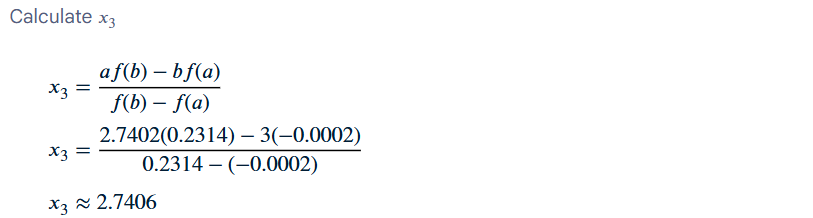 Calculate x₃
x₃ = (af(b) − bf(a)) / (f(b) − f(a))
x₃ = (2.7402(0.2314) − 3(−0.0002)) / (0.2314 − (−0.0002))
x₃ ≈ 2.7406